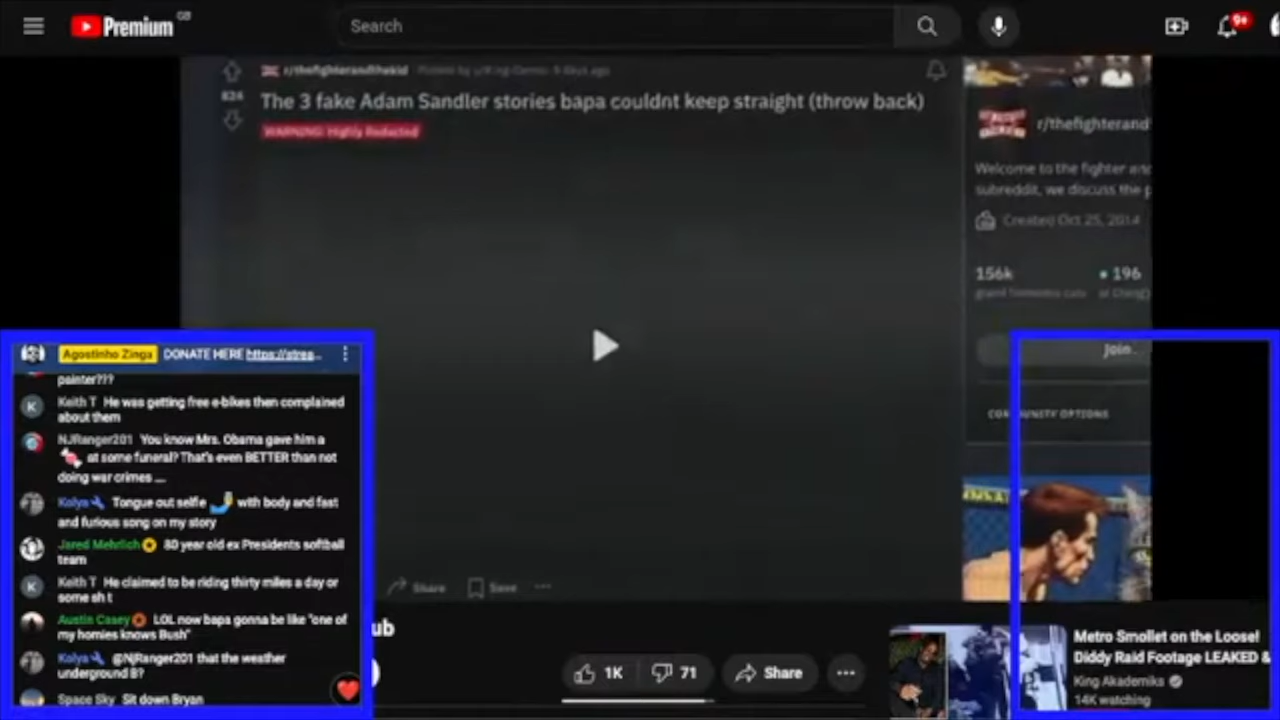 Premium GB
Search
9+
r/thefighterandthekid
624
The 3 fake Adam Sandler stories bapa couldnt keep straight (throw back)
WARNING: Highly Redacted
r/thefighterand
Welcome to the fighter and
subreddit, we discuss the p
Created Oct 25, 2014
156k
196
Join
COMMUNITY OPTIONS
Share
Save
Agostinho Zinga DONATE HERE https://strea...
painter???
Keith T He was getting free e-bikes then complained
about them
NJRanger201 You know Mrs. Obama gave him a
at some funeral? That's even BETTER than not
doing war crimes ....
Kolya Tongue out selfie with body and fast
and furious song on my story
Jared Mehrlich 80 year old ex Presidents softball
team
Keith T He claimed to be riding thirty miles a day or
some sh t
Austin Casey LOL now bapa gonna be like "one of
my homies knows Bush"
Kolya @NjRanger201 that the weather
underground B?
Space Sky Sit down Bryan
ub
1K
71
Share
Metro Smollet on the Loose!
Diddy Raid Footage LEAKED &
King Akademiks
14K watching